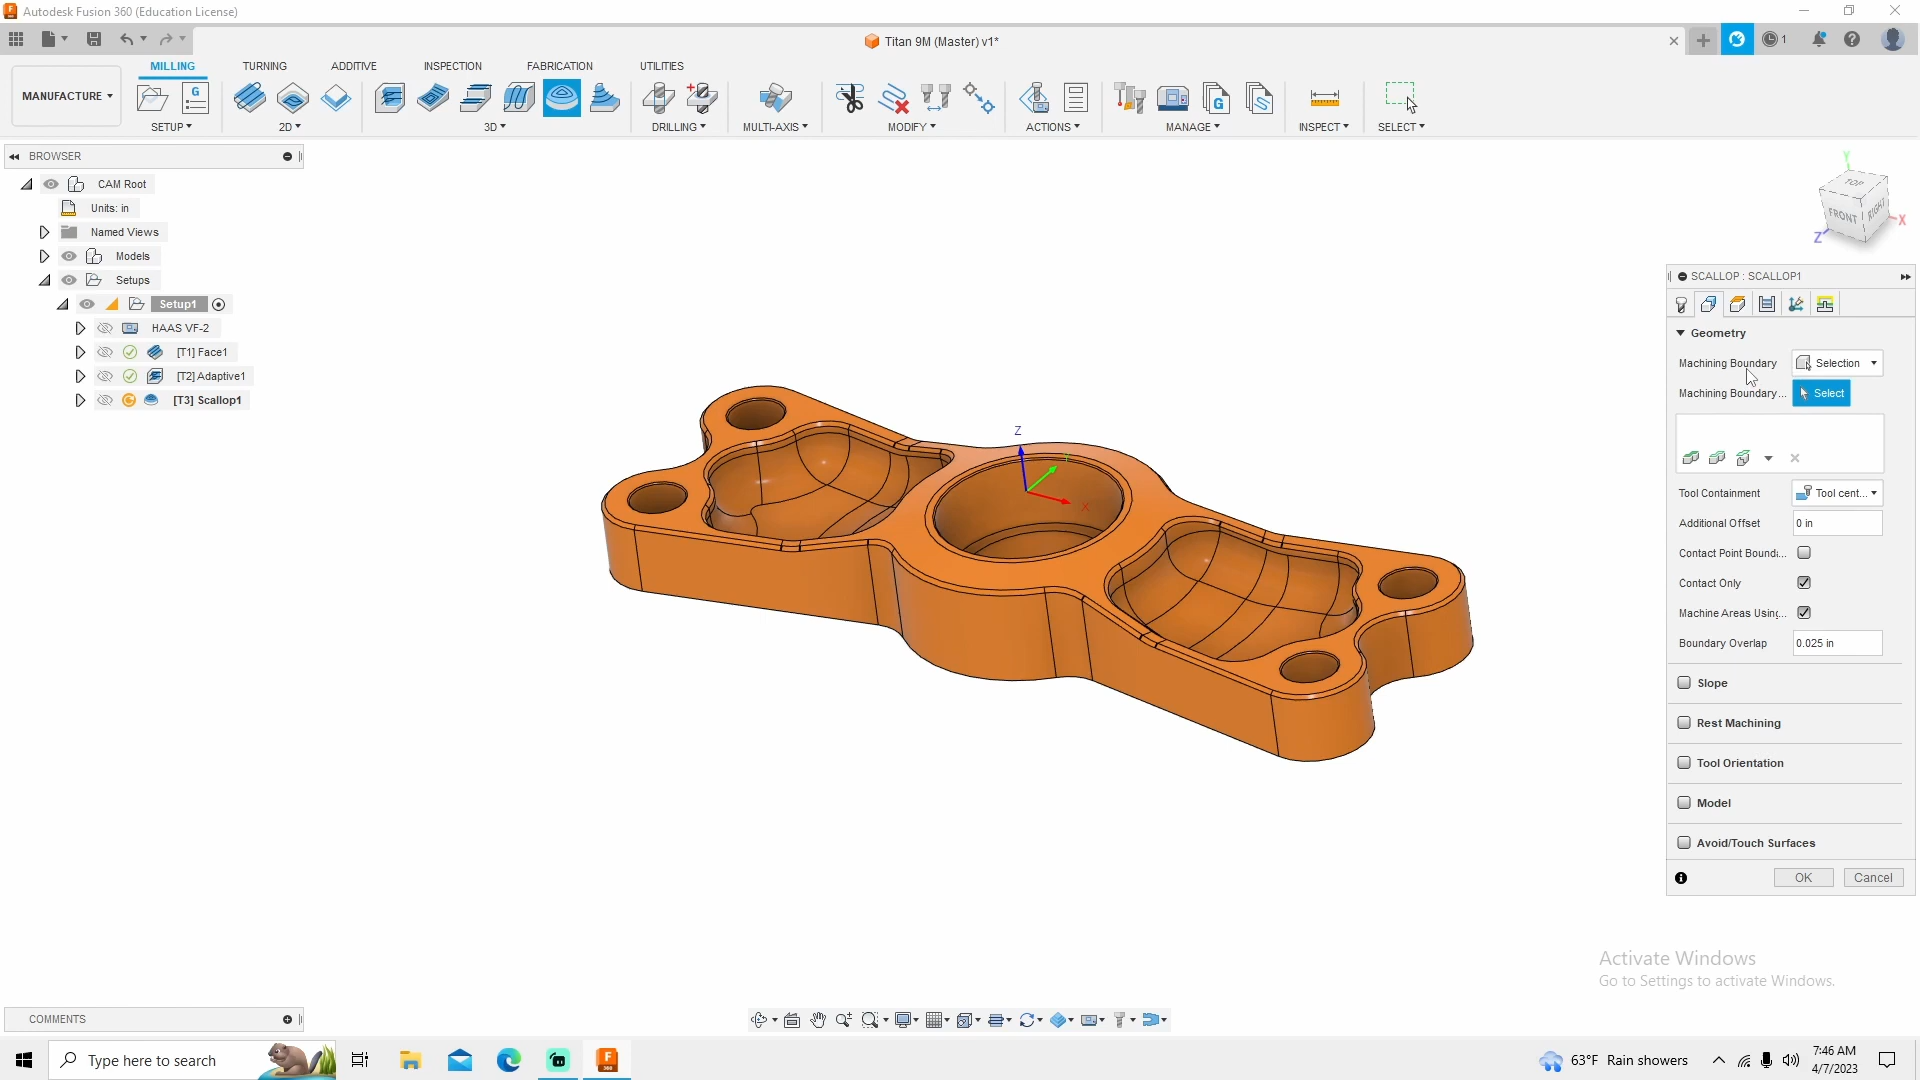 Autodesk Fusion 360 (Education License)
Titan 9M (Master) v1*
1
MILLING TURNING ADDITIVE INSPECTION FABRICATION UTILITIES
MANUFACTURE
SETUP 2D 3D DRILLING MULTI-AXIS MODIFY ACTIONS MANAGE INSPECT SELECT
BROWSER
CAM Root
Units: in
Named Views
Models
Setups
Setup1
HAAS VF-2
[T1] Face1
[T2] Adaptive1
[T3] Scallop1
Y
TOP
FRONT
RIGHT
X
Z
Z
Y
X
SCALLOP : SCALLOP1
Geometry
Machining Boundary Selection
Machining Boundary... Select
Tool Containment Tool cent...
Additional Offset 0 in
Contact Point Bounda...
Contact Only
Machine Areas Using...
Boundary Overlap 0.025 in
Slope
Rest Machining
Tool Orientation
Model
Avoid/Touch Surfaces
OK Cancel
Activate Windows
Go to Settings to activate Windows.
COMMENTS
Type here to search
63°F Rain showers
7:46 AM
4/7/2023